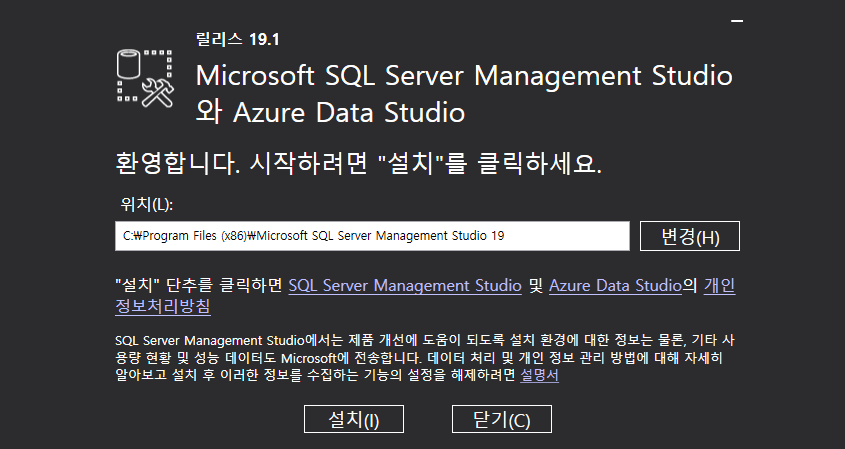 릴리스 19.1
Microsoft SQL Server Management Studio
와 Azure Data Studio
환영합니다. 시작하려면 "설치"를 클릭하세요.
위치(L):
C:₩Program Files (x86)₩Microsoft SQL Server Management Studio 19
변경(H)
"설치" 단추를 클릭하면 SQL Server Management Studio 및 Azure Data Studio의 개인
정보처리방침
SQL Server Management Studio에서는 제품 개선에 도움이 되도록 설치 환경에 대한 정보는 물론, 기타 사
용량 현황 및 성능 데이터도 Microsoft에 전송합니다. 데이터 처리 및 개인 정보 관리 방법에 대해 자세히
알아보고 설치 후 이러한 정보를 수집하는 기능의 설정을 해제하려면 설명서
설치(I)
닫기(C)